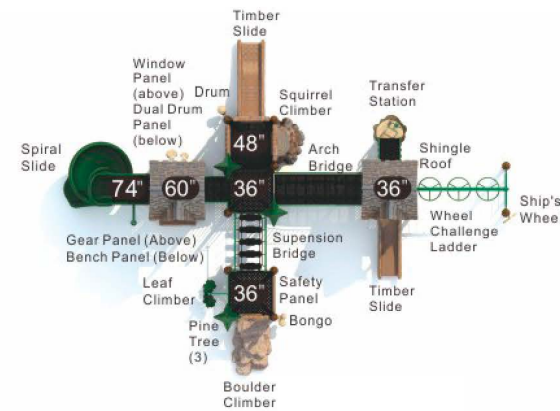 Timber
Slide
Window
Panel
(above)
Dual Drum
Panel
(below)
Drum
Squirrel
Climber
Transfer
Station
Spiral
Slide
48"
Arch
Bridge
Shingle
Roof
74"
60"
36"
36"
Ship's
Whee
Wheel
Challenge
Ladder
Gear Panel (Above)
Bench Panel (Below)
Supension
Bridge
Leaf
Climber
36"
Safety
Panel
Timber
Slide
Pine
Tree
(3)
Bongo
Boulder
Climber